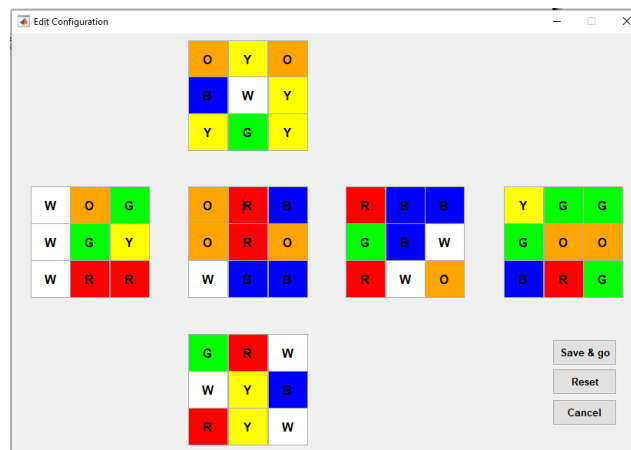 Edit Configuration
O Y O
B W Y
Y G Y
W O G O R B R B B Y G G
W G Y O R O G B W G O O
W R R W B B R W O B R G
G R W
W Y B
R Y W
Save & go
Reset
Cancel